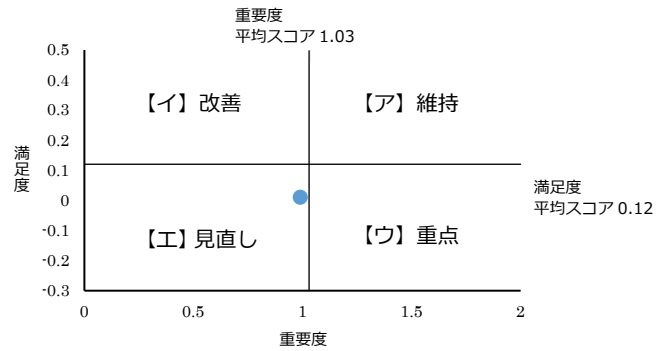 重要度
平均スコア 1.03
0.5
0.4
0.3
0.2
0.1
0
-0.1
-0.2
-0.3
満足度
【イ】改善
【ア】維持
【エ】見直し
【ウ】重点
満足度
平均スコア 0.12
0
0.5
1
1.5
2
重要度